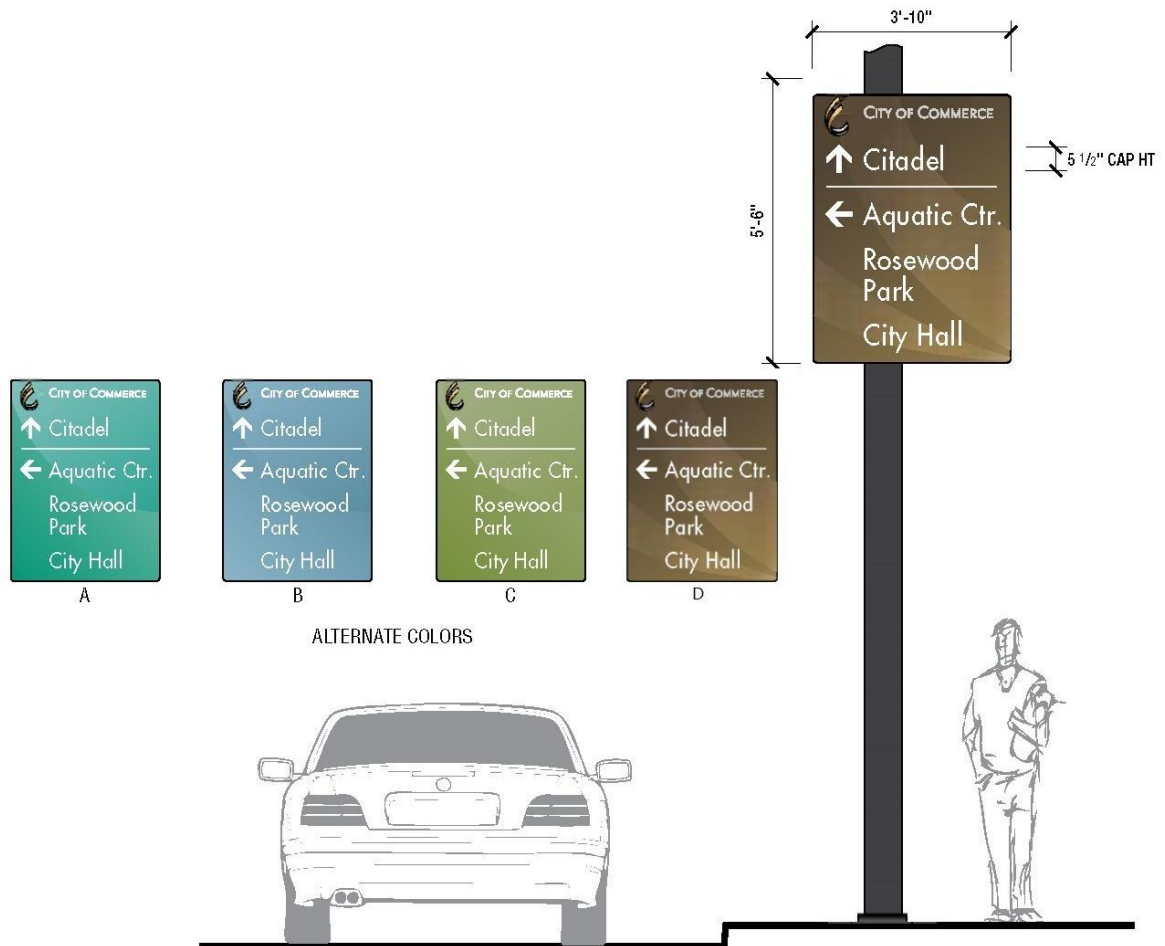 3'-10"
5'-6"
CITY OF COMMERCE
Citadel
5 1/2" CAP HT
Aquatic Ctr.
Rosewood
Park
City Hall
CITY OF COMMERCE
Citadel
Aquatic Ctr.
Rosewood
Park
City Hall
A
CITY OF COMMERCE
Citadel
Aquatic Ctr.
Rosewood
Park
City Hall
B
CITY OF COMMERCE
Citadel
Aquatic Ctr.
Rosewood
Park
City Hall
C
CITY OF COMMERCE
Citadel
Aquatic Ctr.
Rosewood
Park
City Hall
D
ALTERNATE COLORS